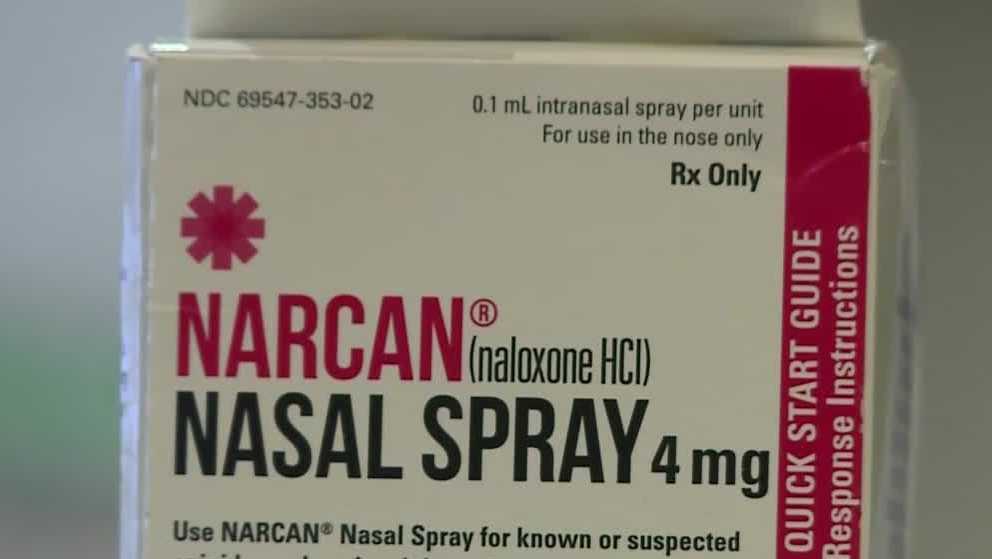 NDC 69547-353-02
0.1 mL intranasal spray per unit
For use in the nose only
Rx Only
NARCAN®
(naloxone HCl)
NASAL SPRAY 4 mg
Use NARCAN® Nasal Spray for known or suspected
QUICK START GUIDE
Response Instructions